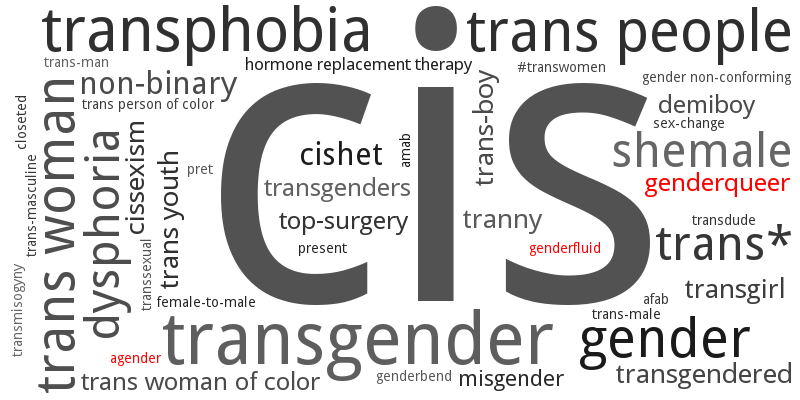 transphobia
trans people
trans-man
hormone replacement therapy
#transwomen
non-binary
gender non-conforming
trans person of color
closeted
trans woman
dysphoria
cissexism
trans youth
pret
cis
cishet
amab
trans-boy
demiboy
sex-change
shemale
transgenders
genderqueer
trans-masculine
top-surgery
tranny
transdude
present
genderfluid
trans*
transmisogyny
transsexual
female-to-male
afab
transgirl
trans-male
transgender
gender
agender
trans woman of color
genderbend
misgender
transgendered